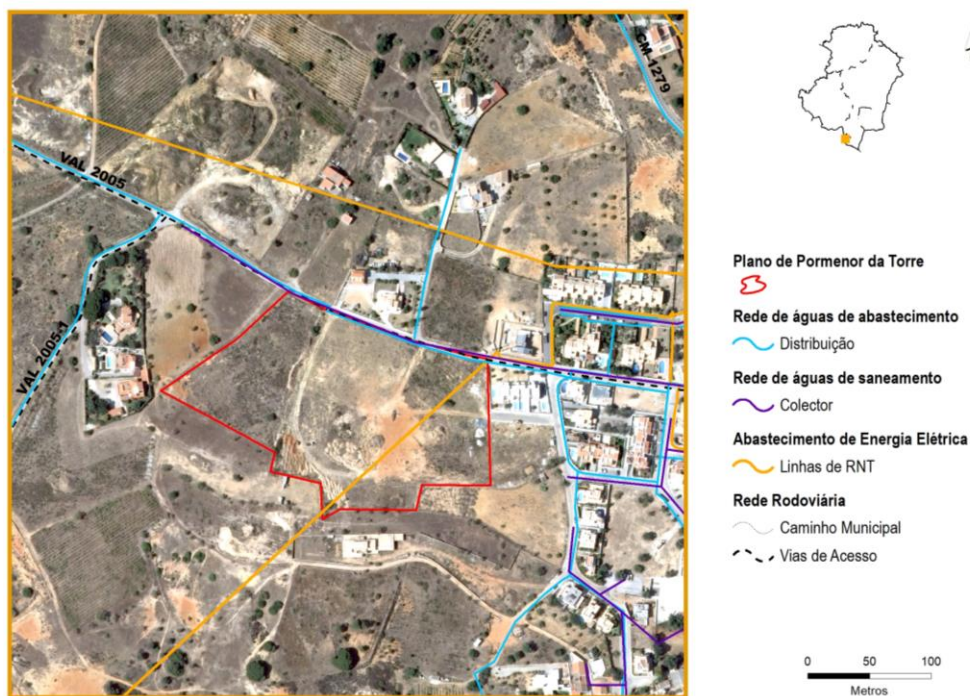 CM-1279
VAL 2005
VAL 2005-1
Plano de Pormenor da Torre
Rede de águas de abastecimento
Distribuição
Rede de águas de saneamento
Colector
Abastecimento de Energia Elétrica
Linhas de RNT
Rede Rodoviária
Caminho Municipal
Vias de Acesso
0 50 100
Metros